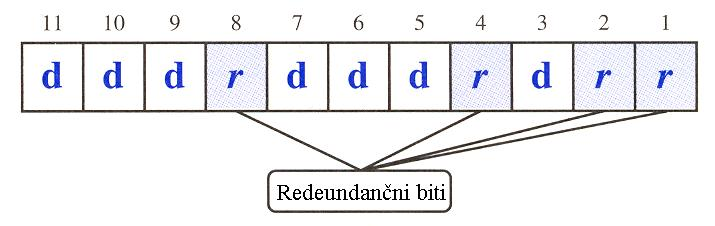 11 10 9 8 7 6 5 4 3 2 1
d d d r d d d r d r r
Redeundančni biti